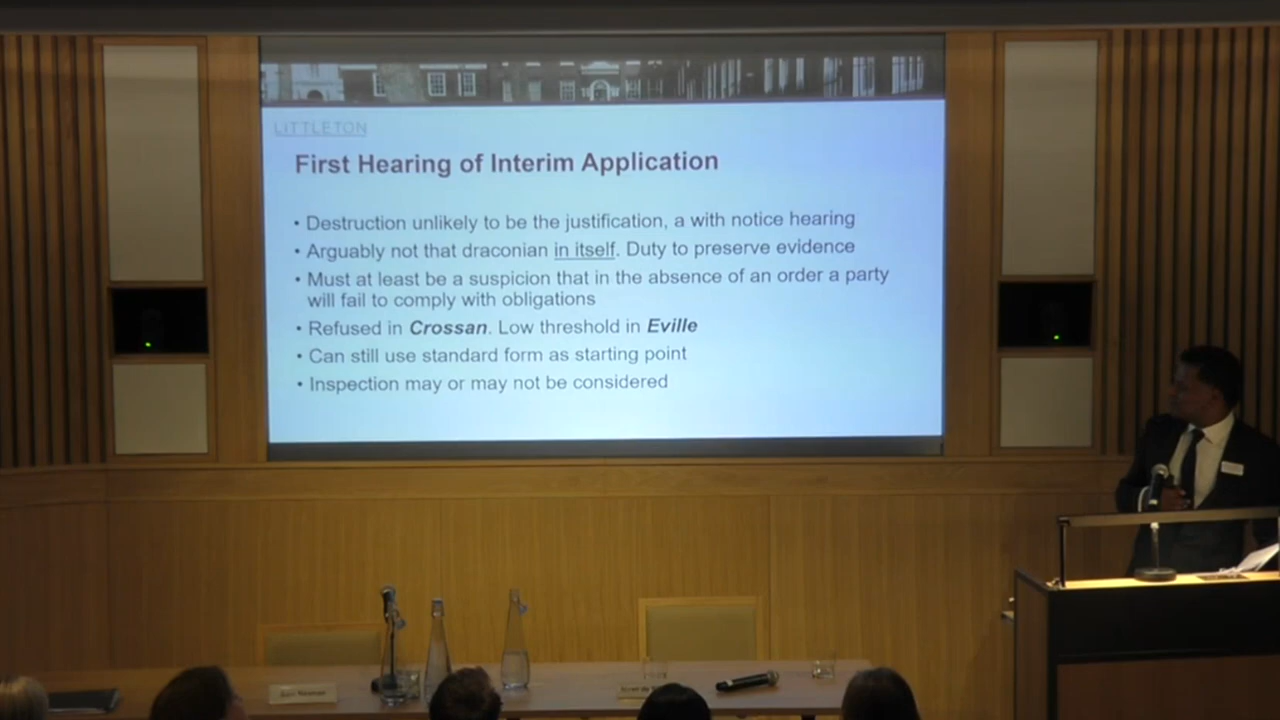 LITTLETON
First Hearing of Interim Application
• Destruction unlikely to be the justification, a with notice hearing
• Arguably not that draconian in itself. Duty to preserve evidence
• Must at least be a suspicion that in the absence of an order a party
will fail to comply with obligations
• Refused in Crossan. Low threshold in Eville
• Can still use standard form as starting point
• Inspection may or may not be considered